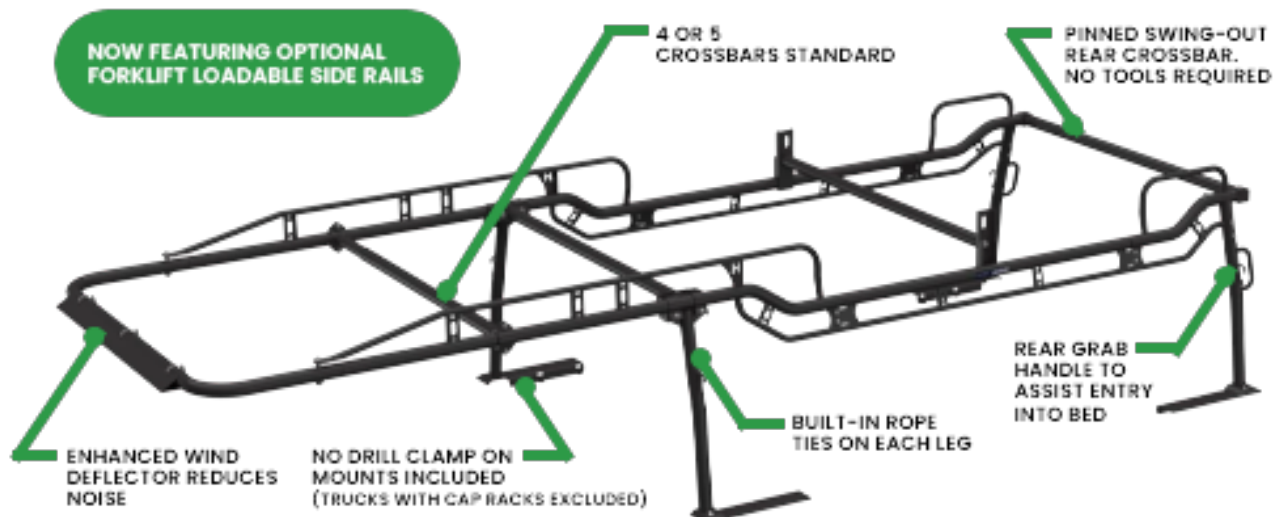 NOW FEATURING OPTIONAL
FORKLIFT LOADABLE SIDE RAILS
4 OR 5
CROSSBARS STANDARD
PINNED SWING-OUT
REAR CROSSBAR.
NO TOOLS REQUIRED
REAR GRAB
HANDLE TO
ASSIST ENTRY
INTO BED
BUILT-IN ROPE
TIES ON EACH LEG
ENHANCED WIND
DEFLECTOR REDUCES
NOISE
NO DRILL CLAMP ON
MOUNTS INCLUDED
(TRUCKS WITH CAP RACKS EXCLUDED)